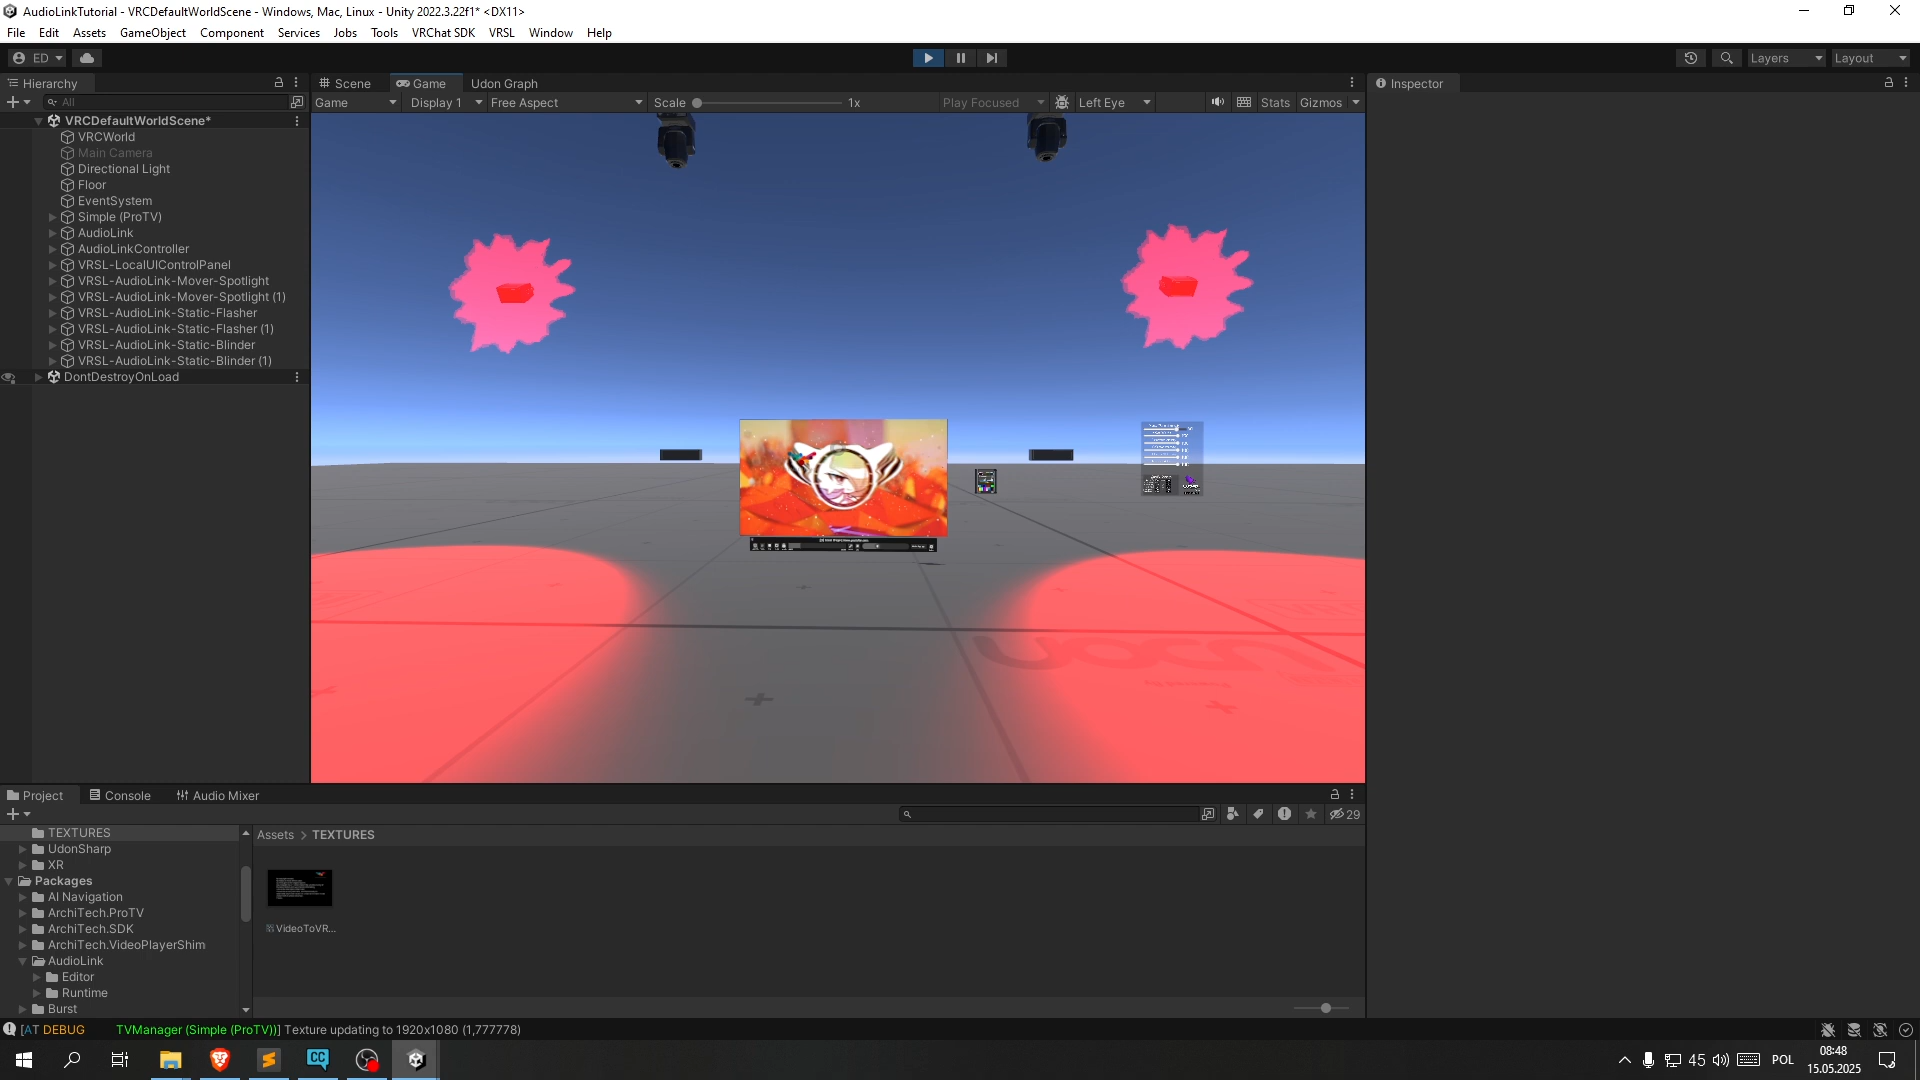 AudioLinkTutorial - VRCDefaultWorldScene - Windows, Mac, Linux - Unity 2022.3.22f1* <DX11>
File Edit Assets GameObject Component Services Jobs Tools VRChat SDK VRSL Window Help
ED Layers Layout
Hierarchy Scene Game Udon Graph Inspector
All Game Display 1 Free Aspect Scale 1x Play Focused Left Eye Stats Gizmos
VRCDefaultWorldScene*
VRCWorld
Main Camera
Directional Light
Floor
EventSystem
Simple (ProTV)
AudioLink
AudioLinkController
VRSL-LocalUIControlPanel
VRSL-AudioLink-Mover-Spotlight
VRSL-AudioLink-Mover-Spotlight (1)
VRSL-AudioLink-Static-Flasher
VRSL-AudioLink-Static-Flasher (1)
VRSL-AudioLink-Static-Blinder
VRSL-AudioLink-Static-Blinder (1)
DontDestroyOnLoad
Project Console Audio Mixer
29
TEXTURES
UdonSharp
XR
Packages
AI Navigation
ArchiTech.ProTV
ArchiTech.SDK
ArchiTech.VideoPlayerShim
AudioLink
Editor
Runtime
Burst
Assets > TEXTURES
VideoToVR...
[AT DEBUG TVManager (Simple (ProTV))] Texture updating to 1920x1080 (1,777778)
CC 45 POL 08:48
15.05.2025